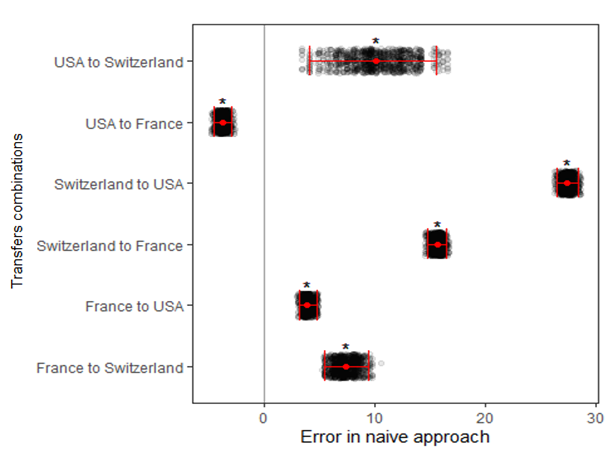 Transfers combinations
USA to Switzerland
*
USA to France
*
Switzerland to USA
*
Switzerland to France
*
France to USA
*
France to Switzerland
*
0 10 20 30
Error in naive approach